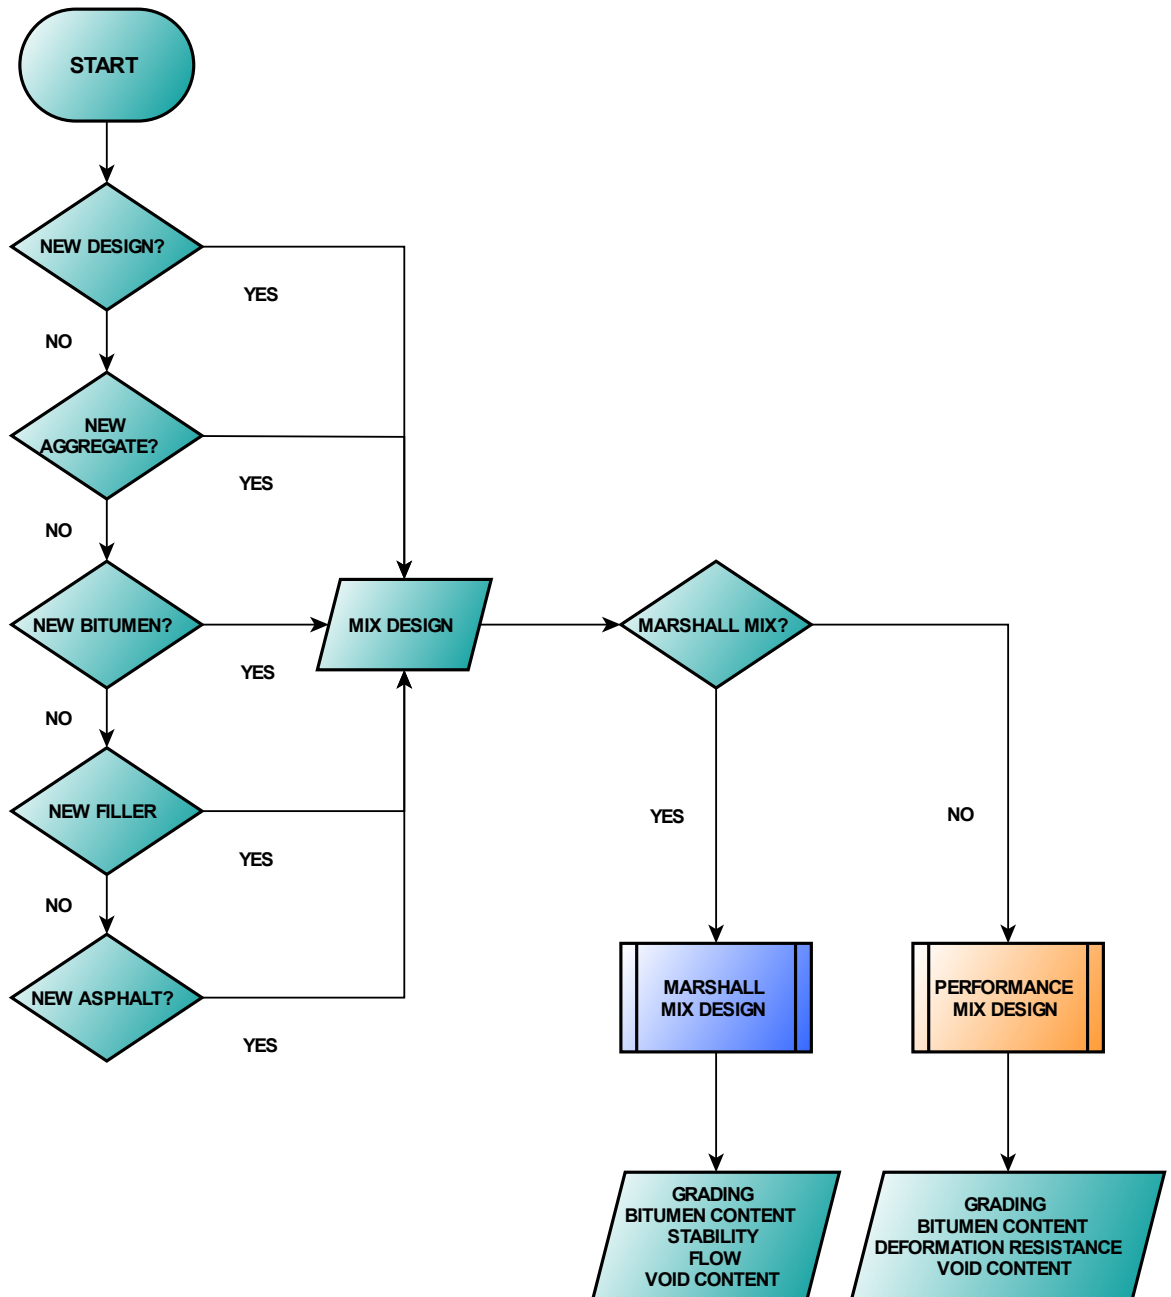 START
NEW DESIGN?
YES
NO
NEW
AGGREGATE?
YES
NO
NEW BITUMEN?
YES
MIX DESIGN
MARSHALL MIX?
NO
NEW FILLER
YES
YES
NO
NO
NEW ASPHALT?
YES
MARSHALL
MIX DESIGN
PERFORMANCE
MIX DESIGN
GRADING
BITUMEN CONTENT
STABILITY
FLOW
VOID CONTENT
GRADING
BITUMEN CONTENT
DEFORMATION RESISTANCE
VOID CONTENT